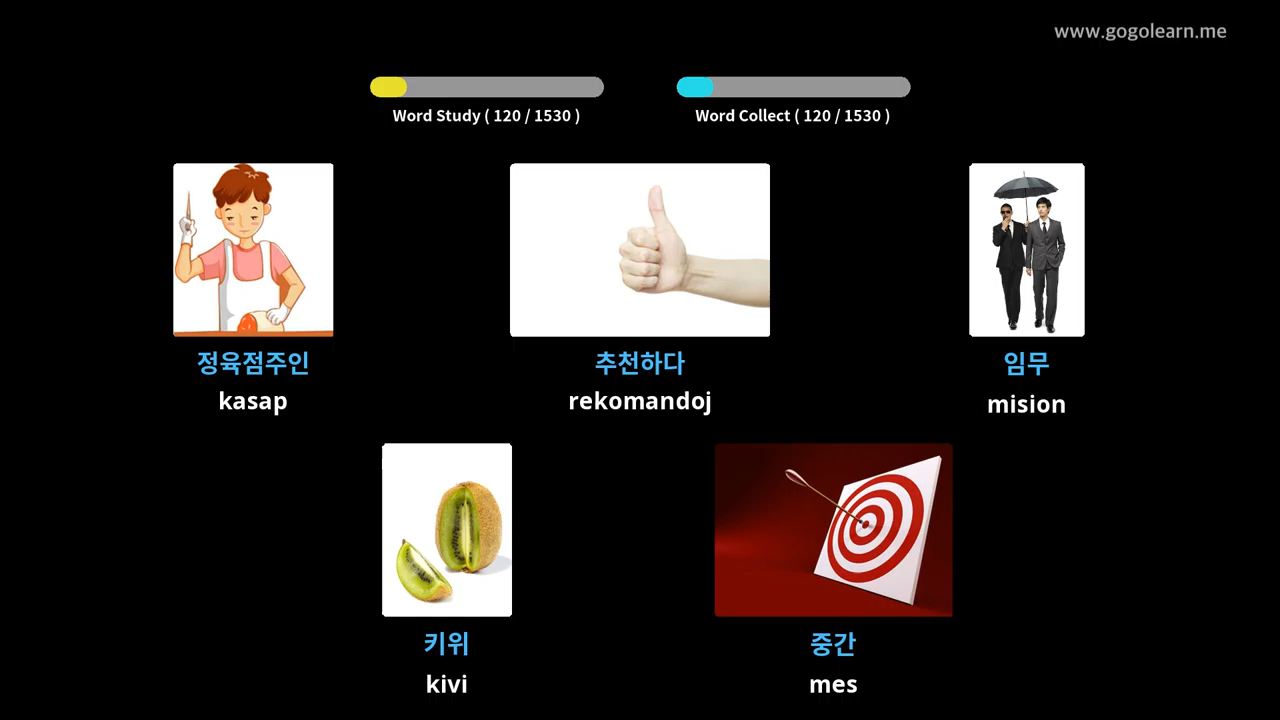 www.gogolearn.me
Word Study ( 120 / 1530 )
Word Collect ( 120 / 1530 )
정육점주인
kasap
추천하다
rekomandoj
임무
mision
키위
kivi
중간
mes